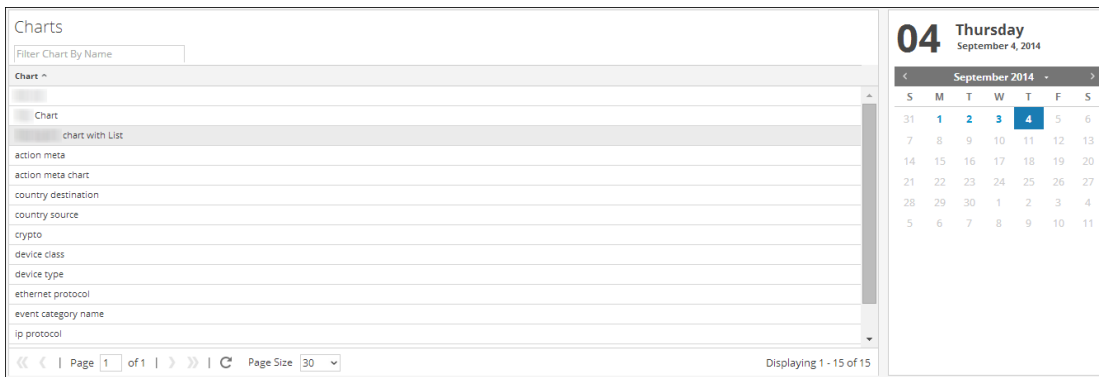 Charts
Filter Chart By Name
Chart
Chart
chart with List
action meta
action meta chart
country destination
country source
crypto
device class
device type
ethernet protocol
event category name
ip protocol
Page 1 of 1 Page Size 30 Displaying 1 - 15 of 15
04 Thursday
September 4, 2014
September 2014
S M T W T F S
31 1 2 3 4 5 6
7 8 9 10 11 12 13
14 15 16 17 18 19 20
21 22 23 24 25 26 27
28 29 30 1 2 3 4
5 6 7 8 9 10 11